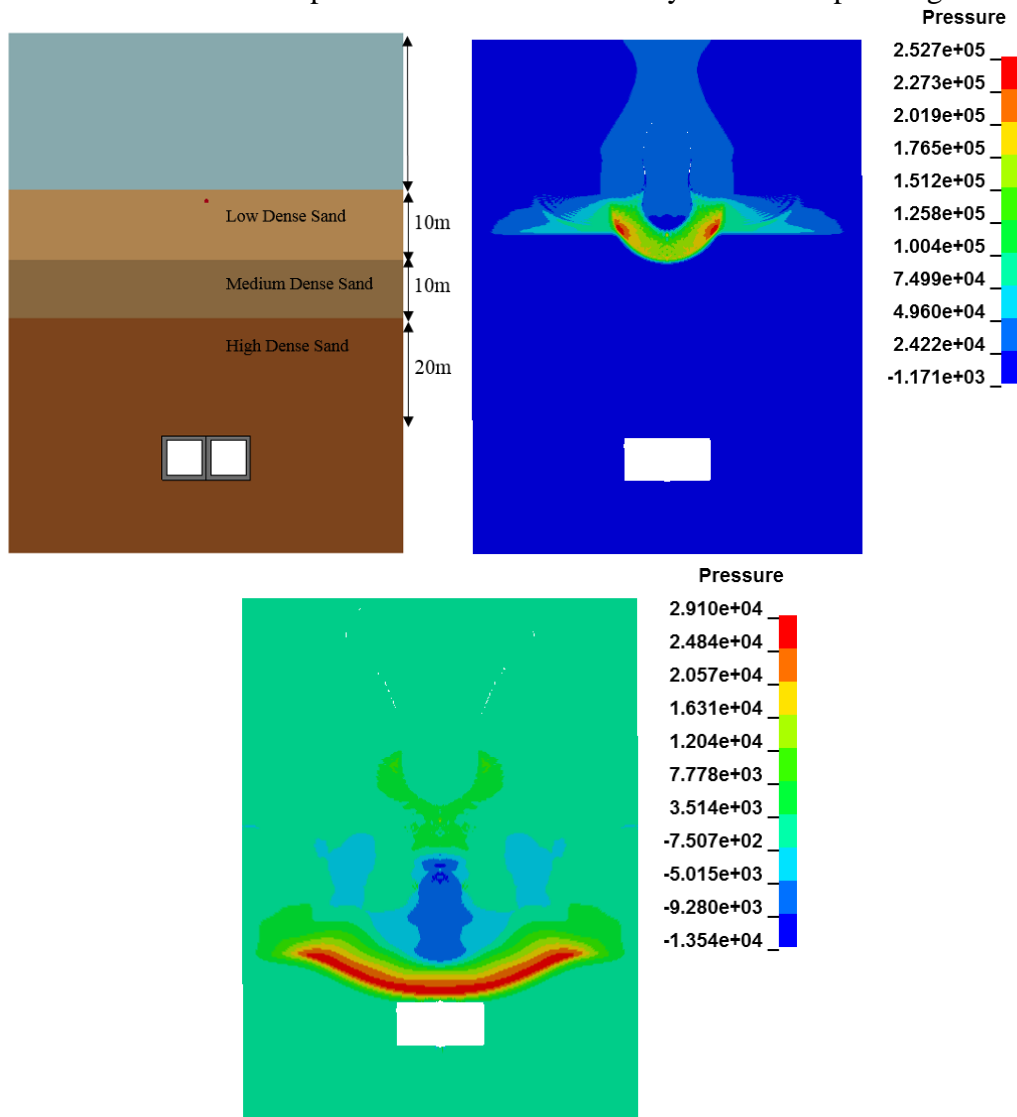 Pressure
2.527e+05
2.273e+05
2.019e+05
1.765e+05
1.512e+05
1.258e+05
1.004e+05
7.499e+04
4.960e+04
2.422e+04
-1.171e+03
Low Dense Sand
10m
Medium Dense Sand
10m
High Dense Sand
20m
Pressure
2.910e+04
2.484e+04
2.057e+04
1.631e+04
1.204e+04
7.778e+03
3.514e+03
-7.507e+02
-5.015e+03
-9.280e+03
-1.354e+04